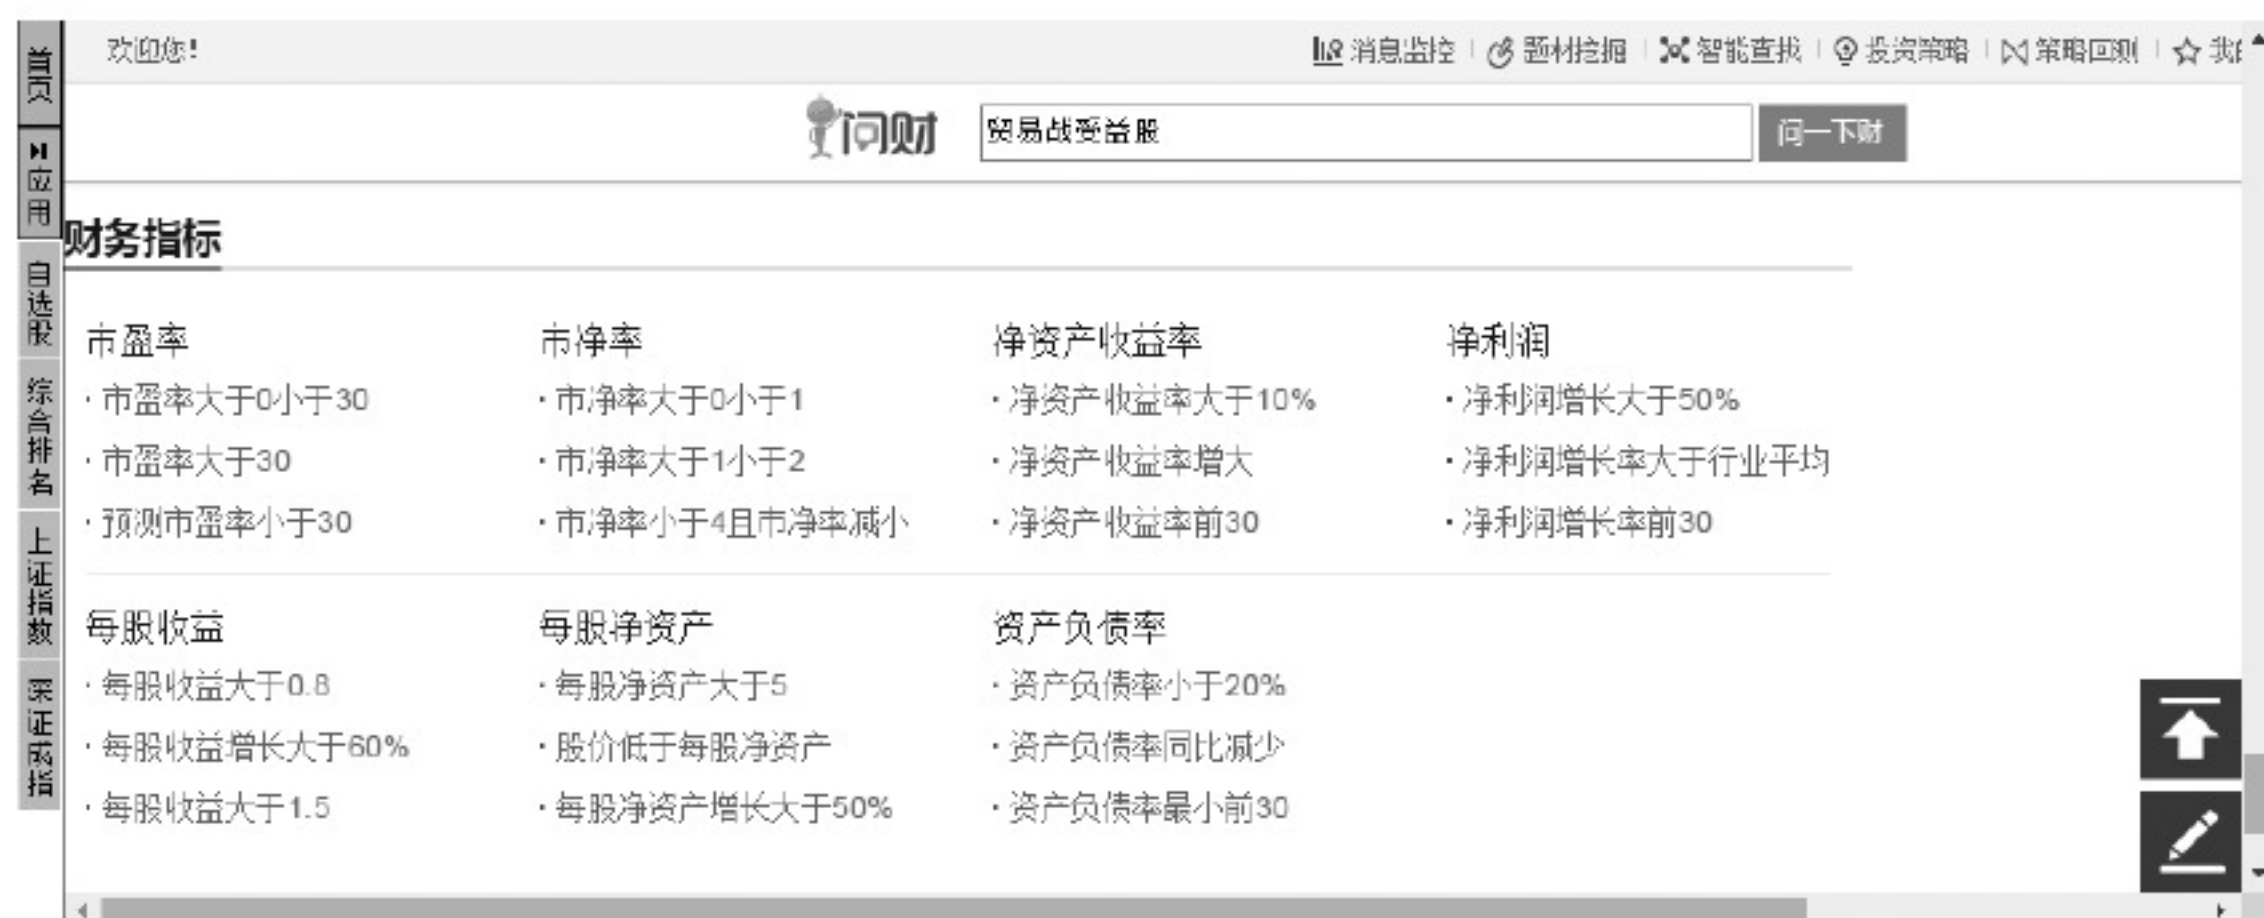 欢迎您!
消息监控 题材挖掘 智能查找 投资策略 策略回测
问财 贸易战受益股 问一下财
首页
应用
自选股
综合排名
上证指数
深证成指
财务指标
市盈率 市净率 净资产收益率 净利润
· 市盈率大于0小于30 · 市净率大于0小于1 · 净资产收益率大于10% · 净利润增长大于50%
· 市盈率大于30 · 市净率大于1小于2 · 净资产收益率增大 · 净利润增长率大于行业平均
· 预测市盈率小于30 · 市净率小于4且市净率减小 · 净资产收益率前30 · 净利润增长率前30
每股收益 每股净资产 资产负债率
· 每股收益大于0.8 · 每股净资产大于5 · 资产负债率小于20%
· 每股收益增长大于60% · 股价低于每股净资产 · 资产负债率同比减少
· 每股收益大于1.5 · 每股净资产增长大于50% · 资产负债率最小前30